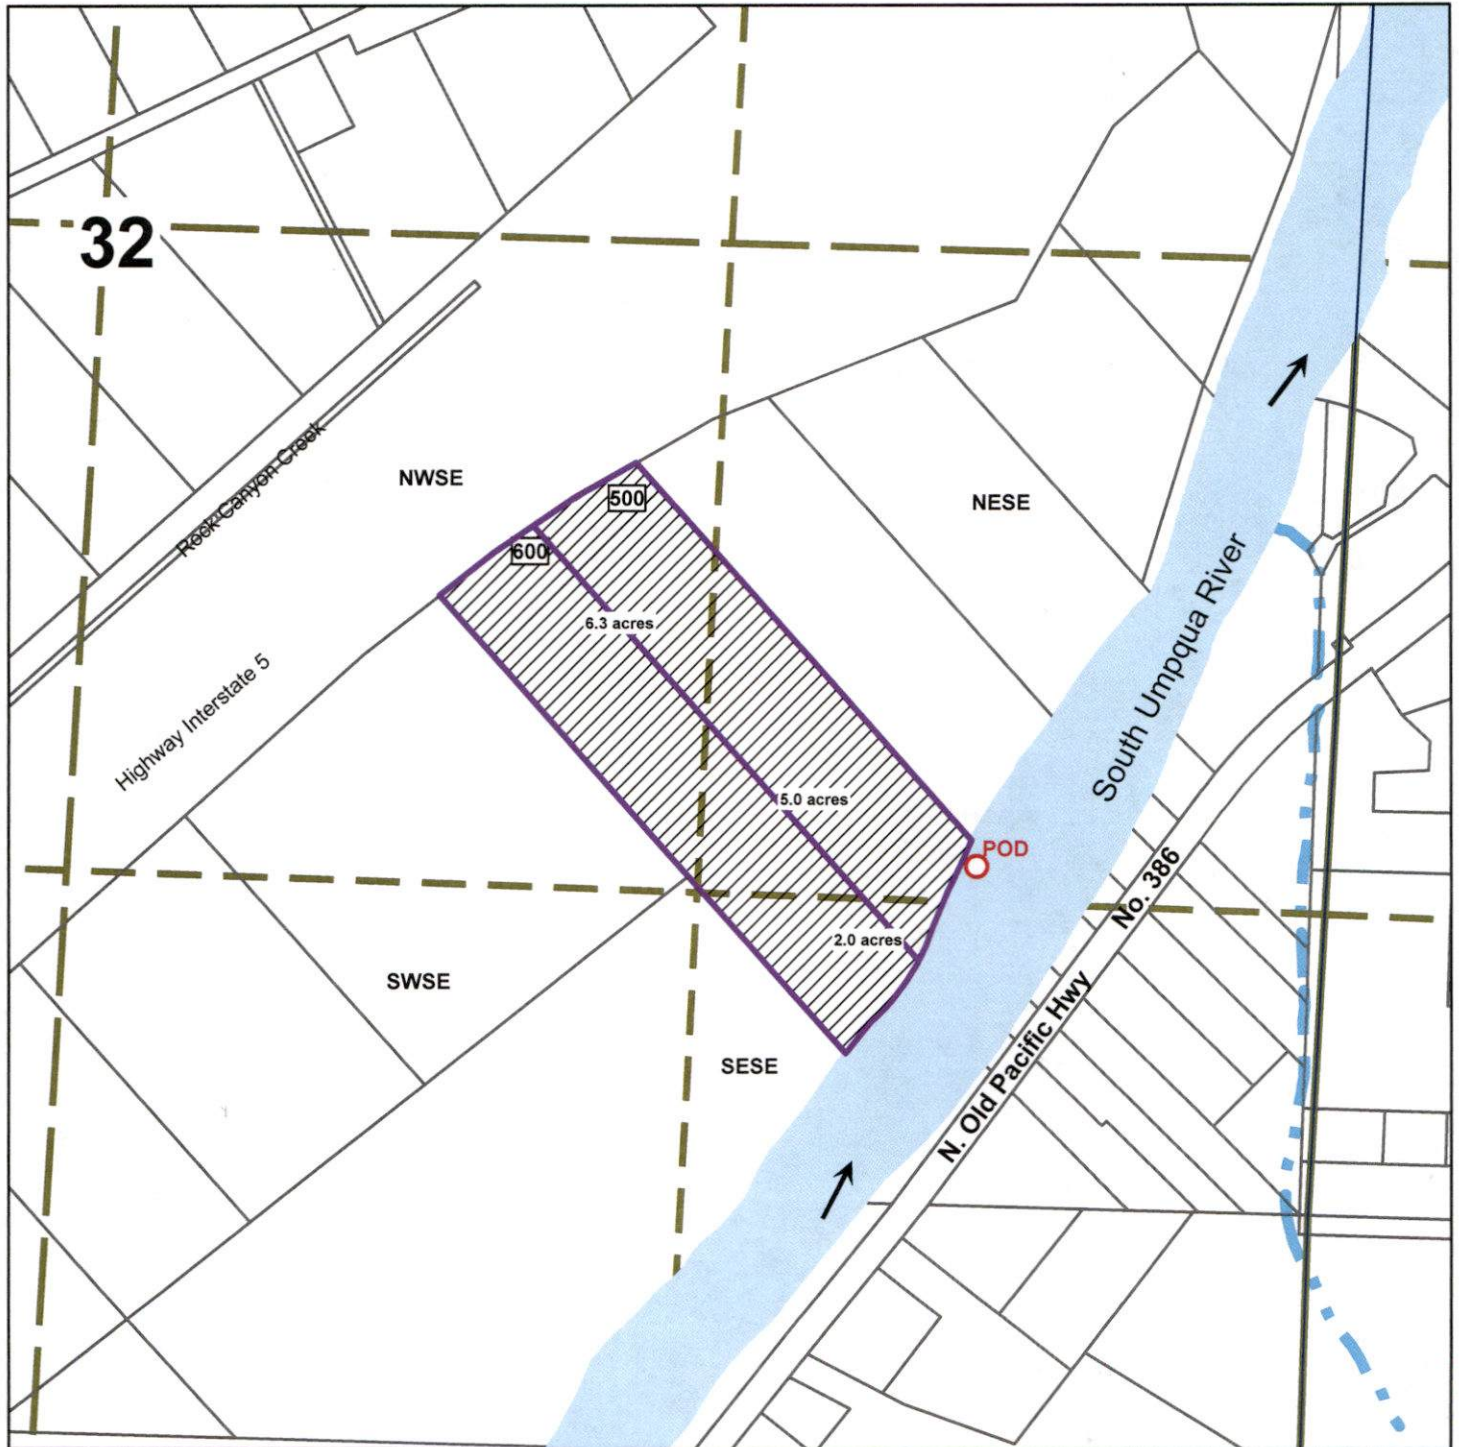 32
Rock Canyon Creek
NWSE
500
NESE
600
6.3 acres
Highway Interstate 5
South Umpqua River
5.0 acres
POD
No. 386
2.0 acres
SWSE
N. Old Pacific Hwy
SESE